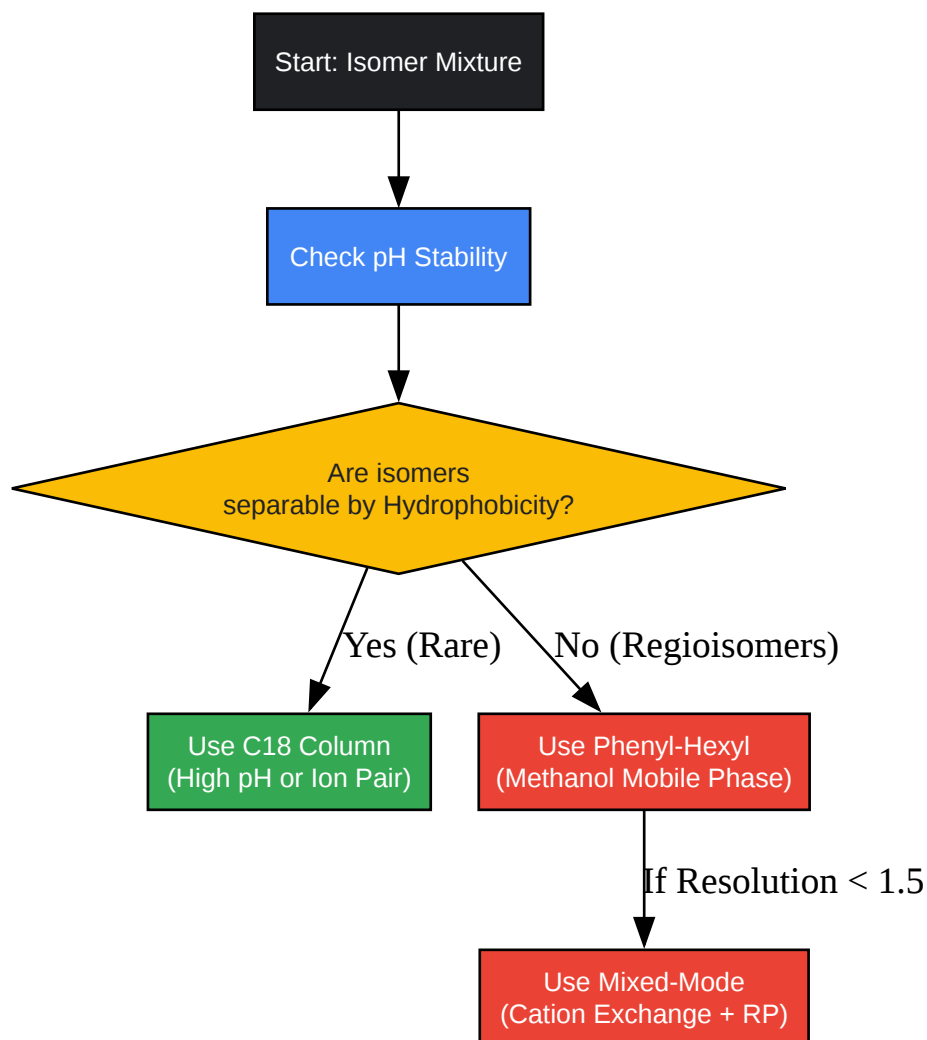 Start: Isomer Mixture
Check pH Stability
Are isomers
separable by Hydrophobicity?
Yes (Rare)
No (Regioisomers)
Use C18 Column
(High pH or Ion Pair)
Use Phenyl-Hexyl
(Methanol Mobile Phase)
If Resolution < 1.5
Use Mixed-Mode
(Cation Exchange + RP)